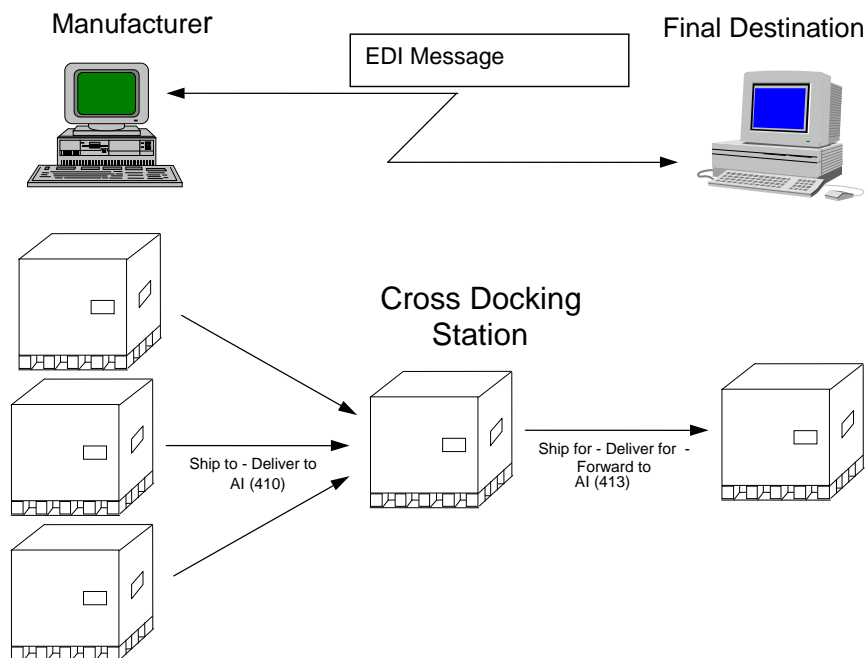 Manufacturer
Final Destination
EDI Message
Cross Docking
Station
Ship to - Deliver to
AI (410)
Ship for - Deliver for -
Forward to
AI (413)